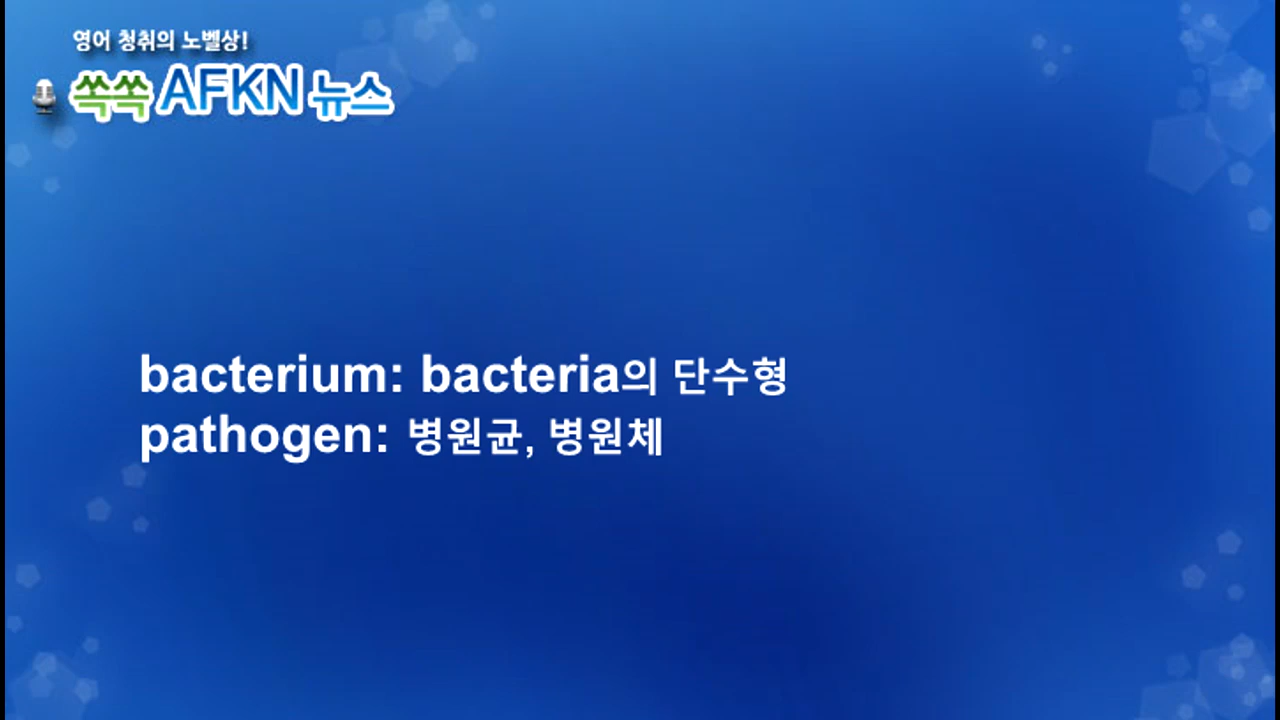 영어 청취의 노벨상!
쏙쏙 AFKN 뉴스
bacterium: bacteria의 단수형
pathogen: 병원균, 병원체